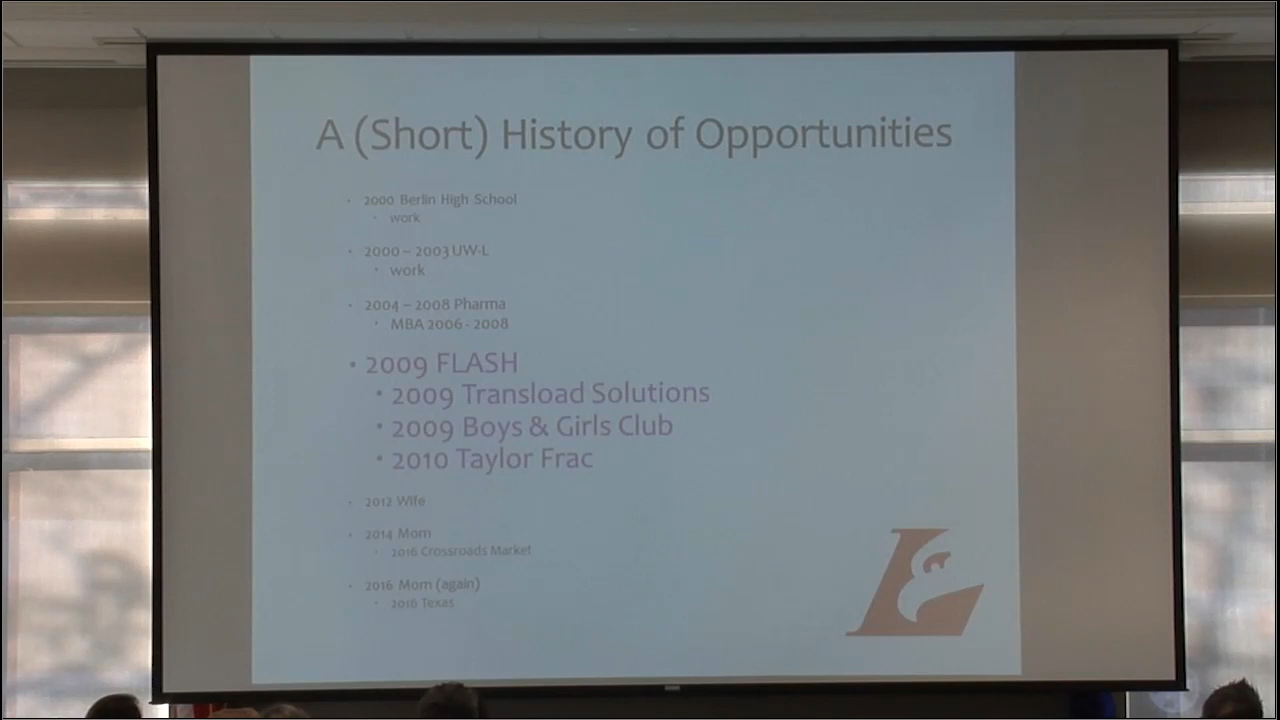 A (Short) History of Opportunities
• 2000 Berlin High School
• work
• 2000 – 2003 UW-L
• work
• 2004 – 2008 Pharma
• MBA 2006 - 2008
• 2009 FLASH
• 2009 Transload Solutions
• 2009 Boys & Girls Club
• 2010 Taylor Frac
• 2012 Wife
• 2014 Mom
• 2016 Crossroads Market
• 2016 Mom (again)
• 2016 Texas
L